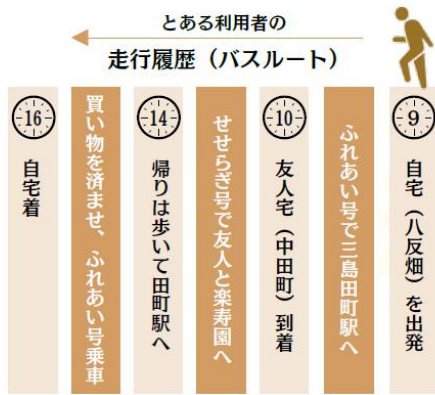 とある利用者の
走行履歴（バスルート）
9
自宅（八反畑）を出発
ふれあい号で三島田町駅へ
10
友人宅（中田町）到着
せせらぎ号で友人と楽寿園へ
14
帰りは歩いて田町駅へ
買い物を済ませ、ふれあい号乗車
16
自宅着